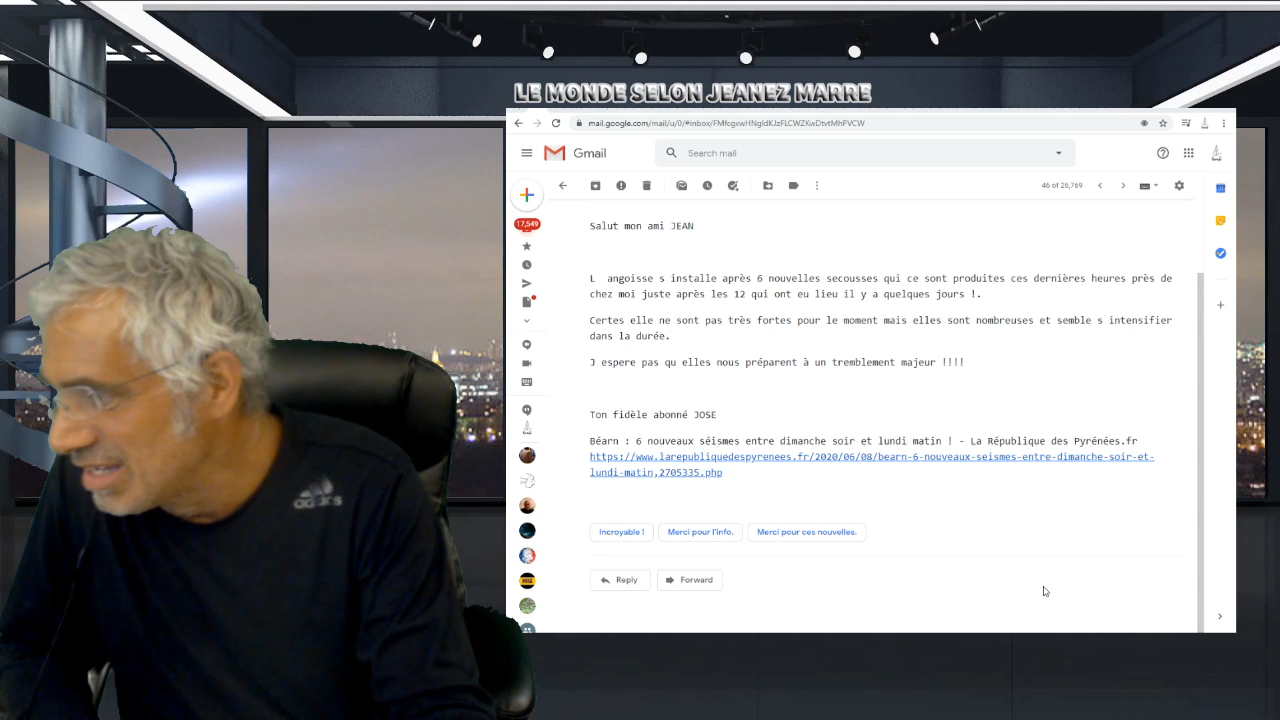 LE MONDE SELON JEANEZ MARRE
mail.google.com/mail/u/0/#inbox/FMfcgxwHNgldKJzFLCWZKwDtvtMhPVCW
Gmail
Search mail
46 of 26,769
17,549
Salut mon ami JEAN
L angoisse s installe après 6 nouvelles secousses qui ce sont produites ces dernières heures près de
chez moi juste après les 12 qui ont eu lieu il y a quelques jours !.
Certes elle ne sont pas très fortes pour le moment mais elles sont nombreuses et semble s intensifier
dans la durée.
J espere pas qu elles nous préparent à un tremblement majeur !!!!
Ton fidèle abonné JOSE
Béarn : 6 nouveaux séismes entre dimanche soir et lundi matin ! - La République des Pyrénées.fr
https://www.larepubliquedespyrenees.fr/2020/06/08/bearn-6-nouveaux-seismes-entre-dimanche-soir-et-
lundi-matin,2705335.php
Incroyable !
Merci pour l'info.
Merci pour ces nouvelles.
Reply
Forward
adidas